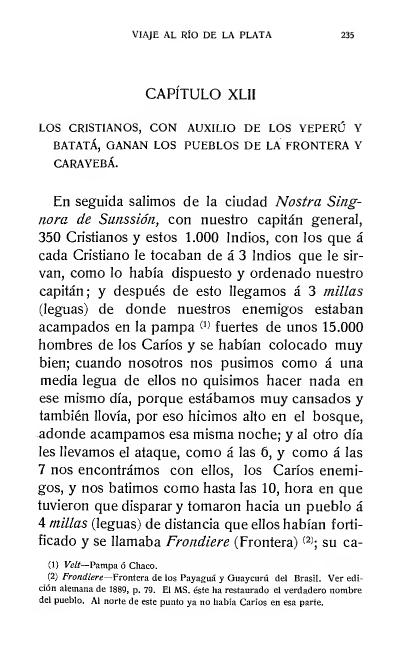 VIAJE AL RÍO DE LA PLATA 235
CAPÍTULO XLII
LOS CRISTIANOS, CON AUXILIO DE LOS YEPERÚ Y
BATATÁ, GANAN LOS PUEBLOS DE LA FRONTERA Y
CARAYEBÁ.
En seguida salimos de la ciudad Nostra Sing-
nora de Sunssión, con nuestro capitán general,
350 Cristianos y estos 1.000 Indios, con los que á
cada Cristiano le tocaban de á 3 Indios que le sir-
van, como lo había dispuesto y ordenado nuestro
capitán; y después de esto llegamos á 3 millas
(leguas) de donde nuestros enemigos estaban
acampados en la pampa (1) fuertes de unos 15.000
hombres de los Caríos y se habían colocado muy
bien; cuando nosotros nos pusimos como á una
media legua de ellos no quisimos hacer nada en
ese mismo día, porque estábamos muy cansados y
también llovía, por eso hicimos alto en el bosque,
adonde acampamos esa misma noche; y al otro día
les llevamos el ataque, como á las 6, y como á las
7 nos encontrámos con ellos, los Caríos enemi-
gos, y nos batimos como hasta las 10, hora en que
tuvieron que disparar y tomaron hacia un pueblo á
4 millas (leguas) de distancia que ellos habían forti-
ficado y se llamaba Frondiere (Frontera) (2); su ca-
(1) Velt—Pampa ó Chaco.
(2) Frondiere—Frontera de los Payaguá y Guaycurú del Brasil. Ver edi-
ción alemana de 1889, p. 79. El MS. éste ha restaurado el verdadero nombre
del pueblo. Al norte de este punto ya no había Carios en esa parte.